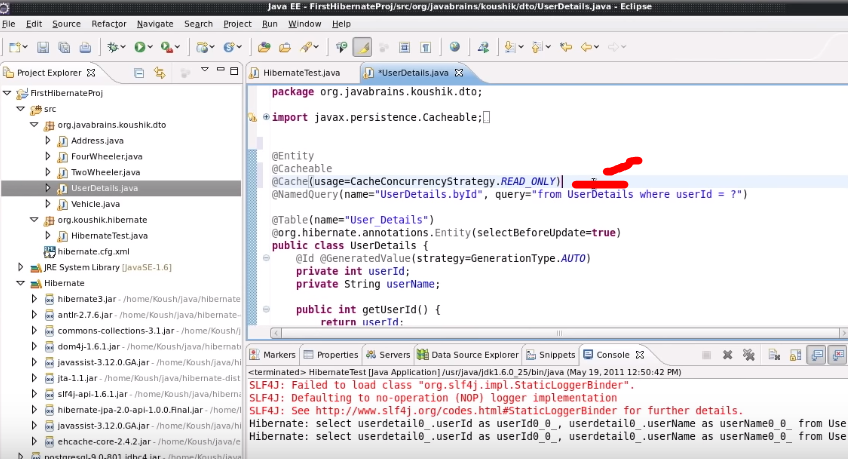 Java EE - FirstHibernateProj/src/org/javabrains/koushik/dto/UserDetails.java - Eclipse
File Edit Source Refactor Navigate Search Project Run Window Help
Project Explorer
FirstHibernateProj
src
org.javabrains.koushik.dto
Address.java
FourWheeler.java
TwoWheeler.java
UserDetails.java
Vehicle.java
org.koushik.hibernate
HibernateTest.java
hibernate.cfg.xml
JRE System Library [JavaSE-1.6]
Hibernate
hibernate3.jar - /home/Koush/java/hibernate
antlr-2.7.6.jar - /home/Koush/java/hibernate-
commons-collections-3.1.jar - /home/Koush/
dom4j-1.6.1.jar - /home/Koush/java/hibernat
javassist-3.12.0.GA.jar - /home/Koush/java/h
jta-1.1.jar - /home/Koush/java/hibernate-dist
slf4j-api-1.6.1.jar - /home/Koush/java/hiberna
hibernate-jpa-2.0-api-1.0.0.Final.jar - /home/
javassist-3.12.0.GA.jar - /home/Koush/java/h
ehcache-core-2.4.2.jar - /home/Koush/java/e
postgresql-9.0-801.jdbc4.jar - /home/Koush/
HibernateTest.java
*UserDetails.java
package org.javabrains.koushik.dto;
import javax.persistence.Cacheable;
@Entity
@Cacheable
@Cache(usage=CacheConcurrencyStrategy.READ_ONLY)
@NamedQuery(name="UserDetails.byId", query="from UserDetails where userId = ?")
@Table(name="User_Details")
@org.hibernate.annotations.Entity(selectBeforeUpdate=true)
public class UserDetails {
@Id @GeneratedValue(strategy=GenerationType.AUTO)
private int userId;
private String userName;
public int getUserId() {
return userId;
Markers Properties Servers Data Source Explorer Snippets Console
<terminated> HibernateTest [Java Application] /usr/java/jdk1.6.0_25/bin/java (May 19, 2011 12:50:42 PM)
SLF4J: Failed to load class "org.slf4j.impl.StaticLoggerBinder".
SLF4J: Defaulting to no-operation (NOP) logger implementation
SLF4J: See http://www.slf4j.org/codes.html#StaticLoggerBinder for further details.
Hibernate: select userdetail0_.userId as userId0_0_, userdetail0_.userName as userName0_0_ from Use
Hibernate: select userdetail0_.userId as userId0_0_, userdetail0_.userName as userName0_0_ from Use